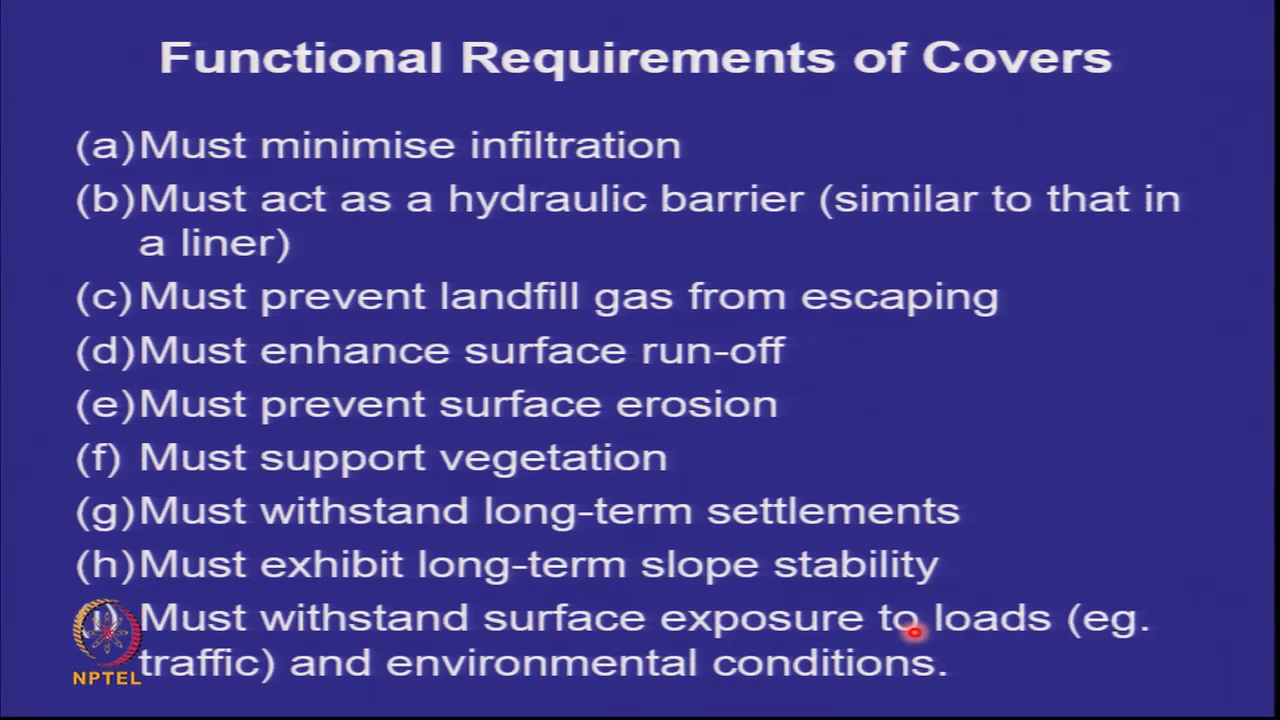 Functional Requirements of Covers
(a) Must minimise infiltration
(b) Must act as a hydraulic barrier (similar to that in
a liner)
(c) Must prevent landfill gas from escaping
(d) Must enhance surface run-off
(e) Must prevent surface erosion
(f) Must support vegetation
(g) Must withstand long-term settlements
(h) Must exhibit long-term slope stability
Must withstand surface exposure to loads (eg.
traffic) and environmental conditions.
NPTEL